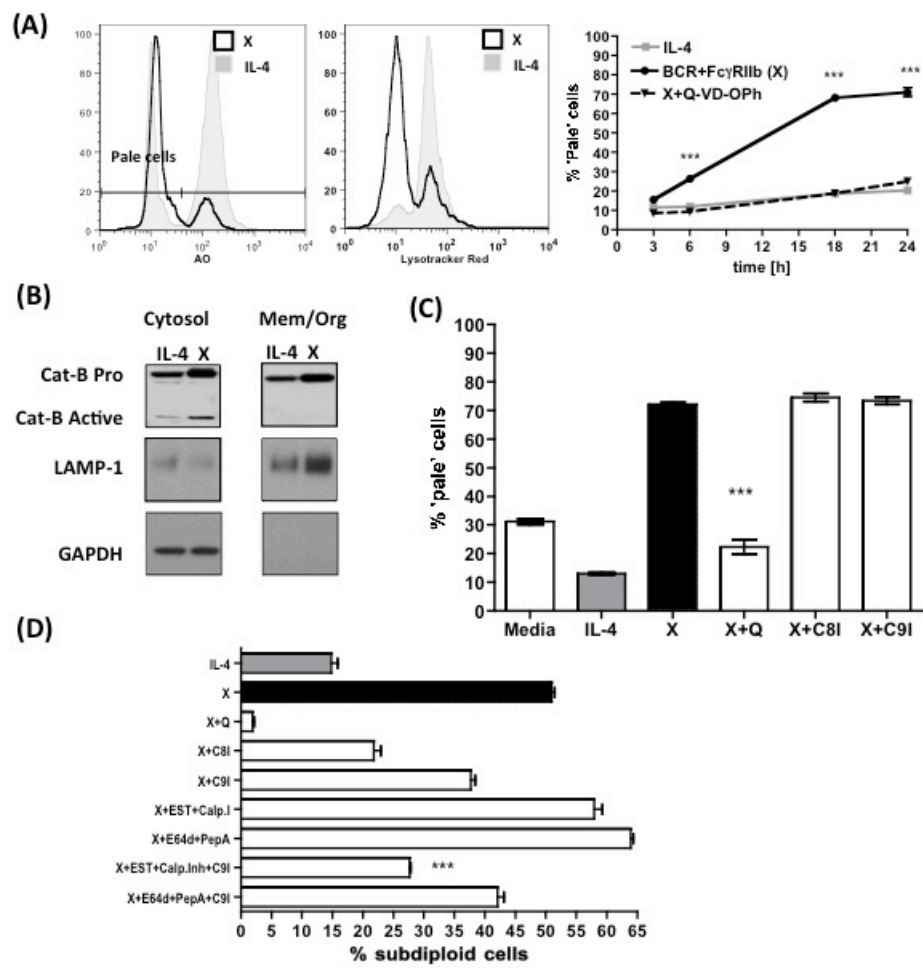 (A)
100
80
60
40
20
0
X
IL-4
Pale cells
10^0 10^1 10^2 10^3 10^4
AO
100
80
60
40
20
0
X
IL-4
10^0 10^1 10^2 10^3 10^4
Lysotracker Red
% 'Pale' cells
100
90
80
70
60
50
40
30
20
10
0
IL-4
BCR+FcγRIIb (X)
X+Q-VD-OPh
***
***
***
0 3 6 9 12 15 18 21 24
time [h]
(B)
Cytosol
Mem/Org
IL-4 X
IL-4 X
Cat-B Pro
Cat-B Active
LAMP-1
GAPDH
(C)
% 'pale' cells
100
90
80
70
60
50
40
30
20
10
0
***
Media IL-4 X X+Q X+C8I X+C9I
(D)
IL-4
X
X+Q
X+C8I
X+C9I
X+EST+Calp.I
X+E64d+PepA
X+EST+Calp.Inh+C9I
***
X+E64d+PepA+C9I
0 5 10 15 20 25 30 35 40 45 50 55 60 65
% subdiploid cells